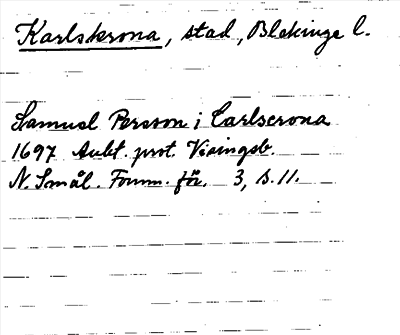 Karlskrona, stad, Blekinge l.
Samuel Persson i Carlscrona
1697 Aukt. prot. Visingsb.
N. Smål. Fornm. för. 3, s. 11.